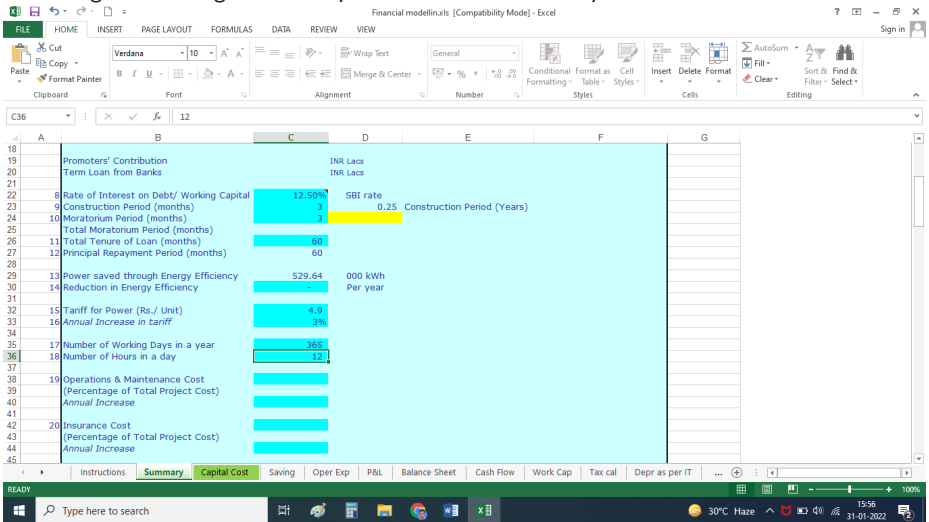 Financial modellin.xls [Compatibility Mode] - Excel
FILE HOME INSERT PAGE LAYOUT FORMULAS DATA REVIEW VIEW Sign in
Cut
Copy
Format Painter
Paste
Verdana 10
Wrap Text
Merge & Center
General
Conditional Formatting
Format as Table
Cell Styles
Insert Delete Format
AutoSum
Fill
Clear
Sort & Filter
Find & Select
Clipboard Font Alignment Number Styles Cells Editing
C36 fx 12
A B C D E F G
18
19 Promoters' Contribution INR Lacs
20 Term Loan from Banks INR Lacs
21
22 8 Rate of Interest on Debt/ Working Capital 12.50% SBI rate
23 9 Construction Period (months) 3 0.25 Construction Period (Years)
24 10 Moratorium Period (months) 3
25 Total Moratorium Period (months)
26 11 Total Tenure of Loan (months) 60
27 12 Principal Repayment Period (months) 60
28
29 13 Power saved through Energy Efficiency 529.64 000 kWh
30 14 Reduction in Energy Efficiency - Per year
31
32 15 Tariff for Power (Rs./ Unit) 4.9
33 16 Annual Increase in tariff 3%
34
35 17 Number of Working Days in a year 365
36 18 Number of Hours in a day 12
37
38 19 Operations & Maintenance Cost
39 (Percentage of Total Project Cost)
40 Annual Increase
41
42 20 Insurance Cost
43 (Percentage of Total Project Cost)
44 Annual Increase
45
Instructions Summary Capital Cost Saving Oper Exp P&L Balance Sheet Cash Flow Work Cap Tax cal Depr as per IT ...
READY 100%
Type here to search 30°C Haze 15:56
31-01-2022 2